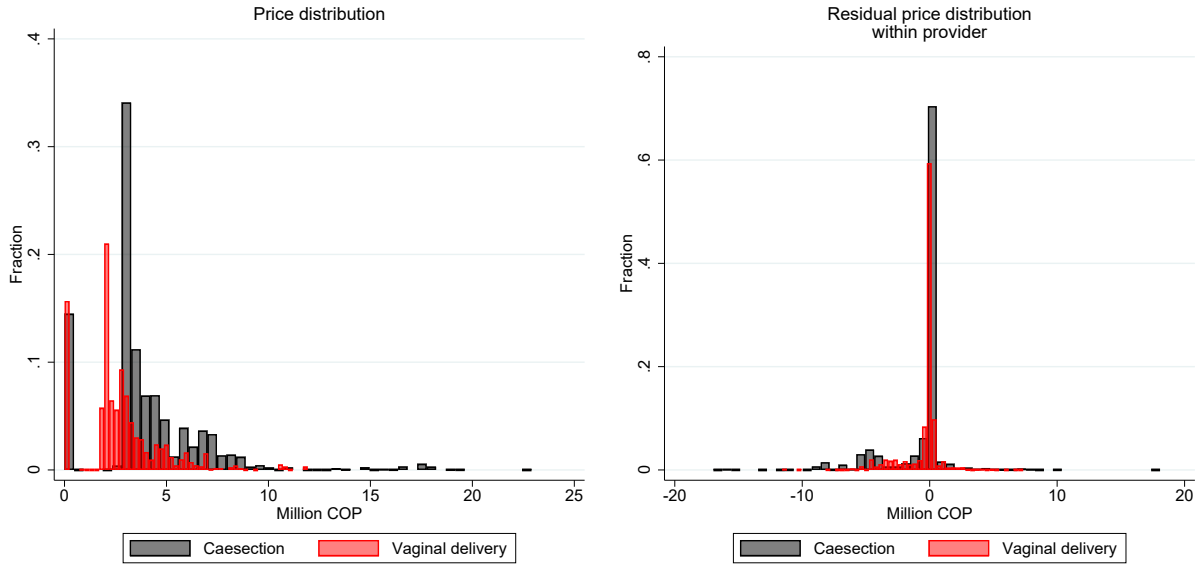 Price distribution
.4
.3
.2
.1
0
Fraction
0 5 10 15 20 25
Million COP
Caesection Vaginal delivery
Residual price distribution
within provider
.8
.6
.4
.2
0
Fraction
-20 -10 0 10 20
Million COP
Caesection Vaginal delivery